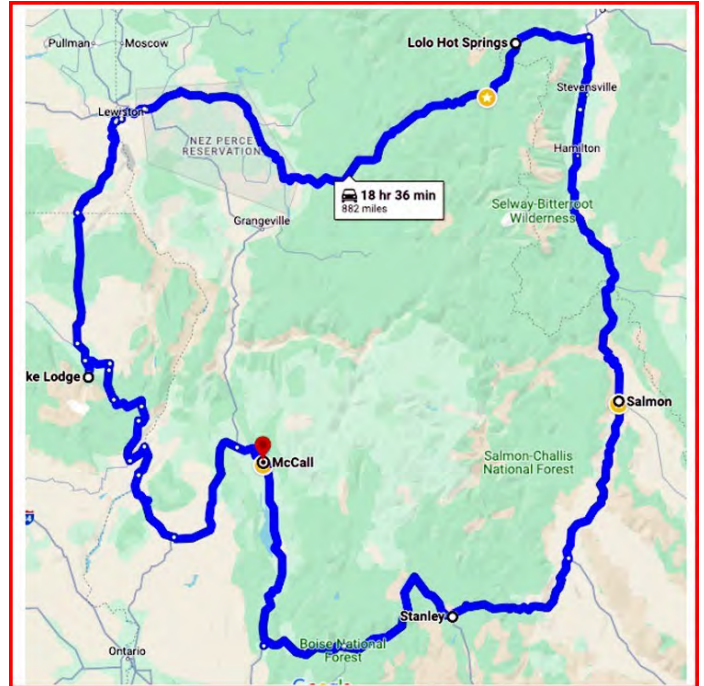 Pullman
Moscow
Lolo Hot Springs
Stevensville
Lewiston
NEZ PERCE
RESERVATION
Hamilton
18 hr 36 min
882 miles
Selway-Bitterroot
Wilderness
Grangeville
ke Lodge
Salmon
McCall
Salmon-Challis
National Forest
Stanley
Boise National
Forest
Ontario
Google